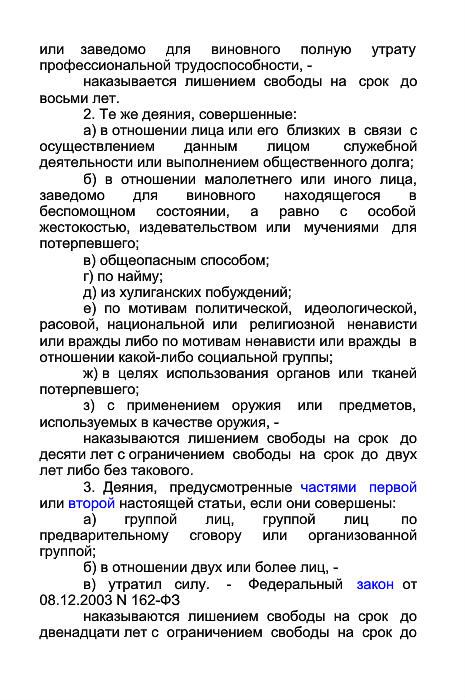 или заведомо для виновного полную утрату
профессиональной трудоспособности, -
наказывается лишением свободы на срок до
восьми лет.
2. Те же деяния, совершенные:
а) в отношении лица или его близких в связи с
осуществлением данным лицом служебной
деятельности или выполнением общественного долга;
б) в отношении малолетнего или иного лица,
заведомо для виновного находящегося в
беспомощном состоянии, а равно с особой
жестокостью, издевательством или мучениями для
потерпевшего;
в) общеопасным способом;
г) по найму;
д) из хулиганских побуждений;
е) по мотивам политической, идеологической,
расовой, национальной или религиозной ненависти
или вражды либо по мотивам ненависти или вражды в
отношении какой-либо социальной группы;
ж) в целях использования органов или тканей
потерпевшего;
з) с применением оружия или предметов,
используемых в качестве оружия, -
наказываются лишением свободы на срок до
десяти лет с ограничением свободы на срок до двух
лет либо без такового.
3. Деяния, предусмотренные частями первой
или второй настоящей статьи, если они совершены:
а) группой лиц, группой лиц по
предварительному сговору или организованной
группой;
б) в отношении двух или более лиц, -
в) утратил силу. - Федеральный закон от
08.12.2003 N 162-ФЗ
наказываются лишением свободы на срок до
двенадцати лет с ограничением свободы на срок до